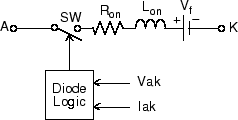 A SW Ron Lon Vf K
+ −
Diode
Logic
Vak
Iak